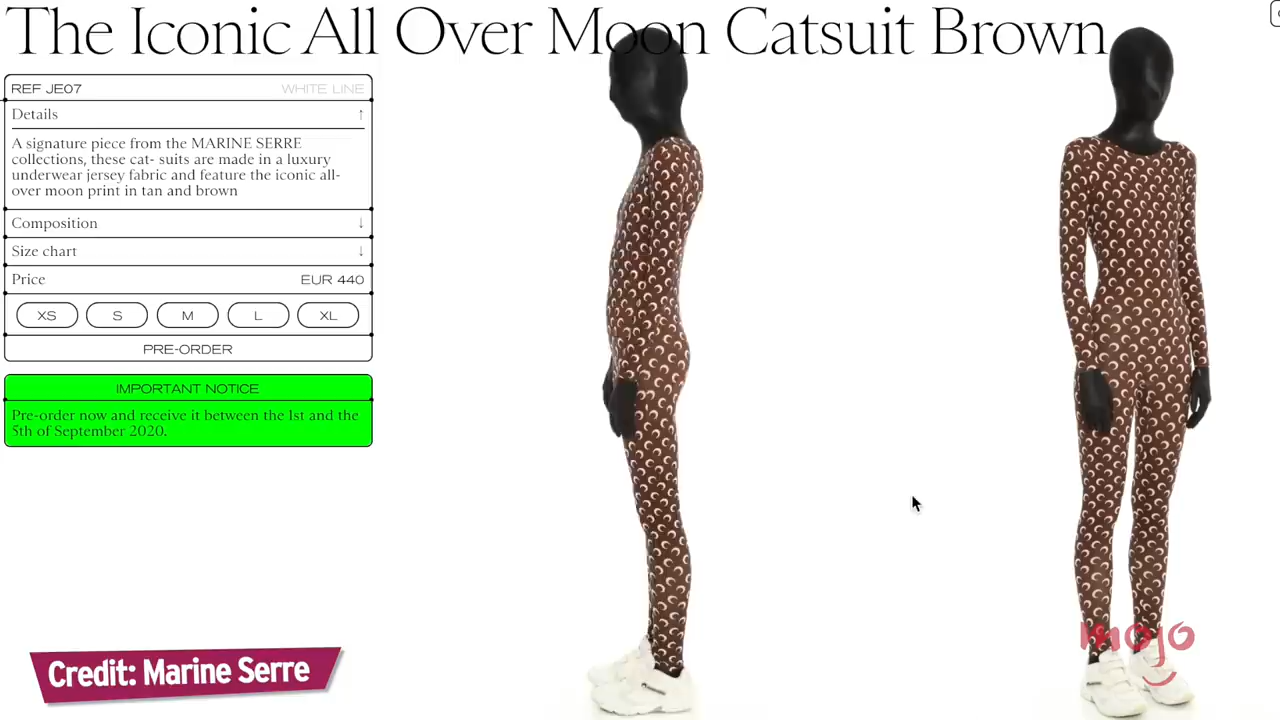 The Iconic All Over Moon Catsuit Brown
REF JE07 WHITE LINE
Details ↑
A signature piece from the MARINE SERRE
collections, these cat- suits are made in a luxury
underwear jersey fabric and feature the iconic all-
over moon print in tan and brown
Composition ↓
Size chart ↓
Price EUR 440
XS S M L XL
PRE-ORDER
IMPORTANT NOTICE
Pre-order now and receive it between the 1st and the
5th of September 2020.
Credit: Marine Serre
mojo